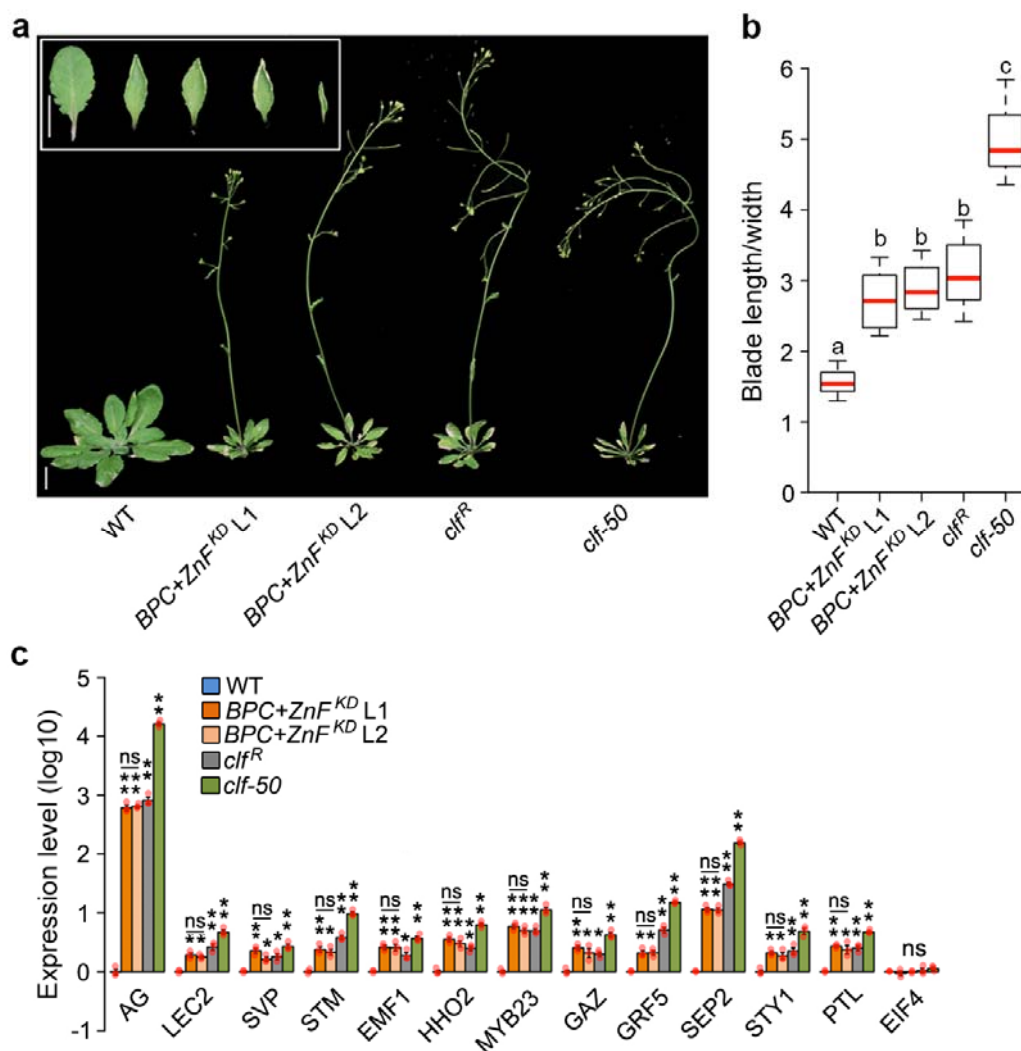 a
WT
BPC+ZnF^KD L1
BPC+ZnF^KD L2
clf^R
clf-50
b
Blade length/width
6
5
4
3
2
1
0
a
b
b
b
c
WT
BPC+ZnF^KD L1
BPC+ZnF^KD L2
clf^R
clf-50
c
Expression level (log10)
5
4
3
2
1
0
-1
WT
BPC+ZnF^KD L1
BPC+ZnF^KD L2
clf^R
clf-50
ns
ns
ns
ns
ns
ns
ns
ns
ns
ns
ns
ns
ns
AG
LEC2
SVP
STM
EMF1
HHO2
MYB23
GAZ
GRF5
SEP2
STY1
PTL
EIF4